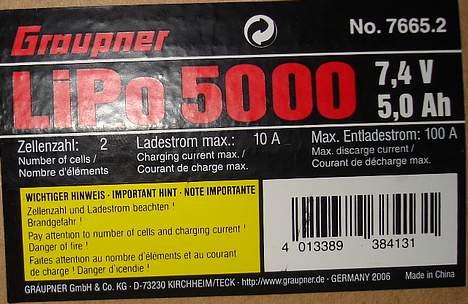 Graupner
No. 7665.2
LiPo 5000
7,4 V
5,0 Ah
Zellenzahl: 2
Number of cells /
Nombre d'éléments
Ladestrom max.: 10 A
Charging current max./
Courant de charge max.
Max. Entladestrom: 100 A
Max. discharge current /
Courant de décharge max.
WICHTIGER HINWEIS · IMPORTANT HINT · NOTE IMPORTANTE
Zellenzahl und Ladestrom beachten !
Brandgefahr !
Pay attention to number of cells and charging current !
Danger of fire !
Faites attention au nombre d'éléments et au courant
de charge ! Danger d'icendie !
4 013389 384131
GRAUPNER GmbH & Co. KG · D-73230 KIRCHHEIM/TECK · http://www.graupner.de · GERMANY 2006
Made in China